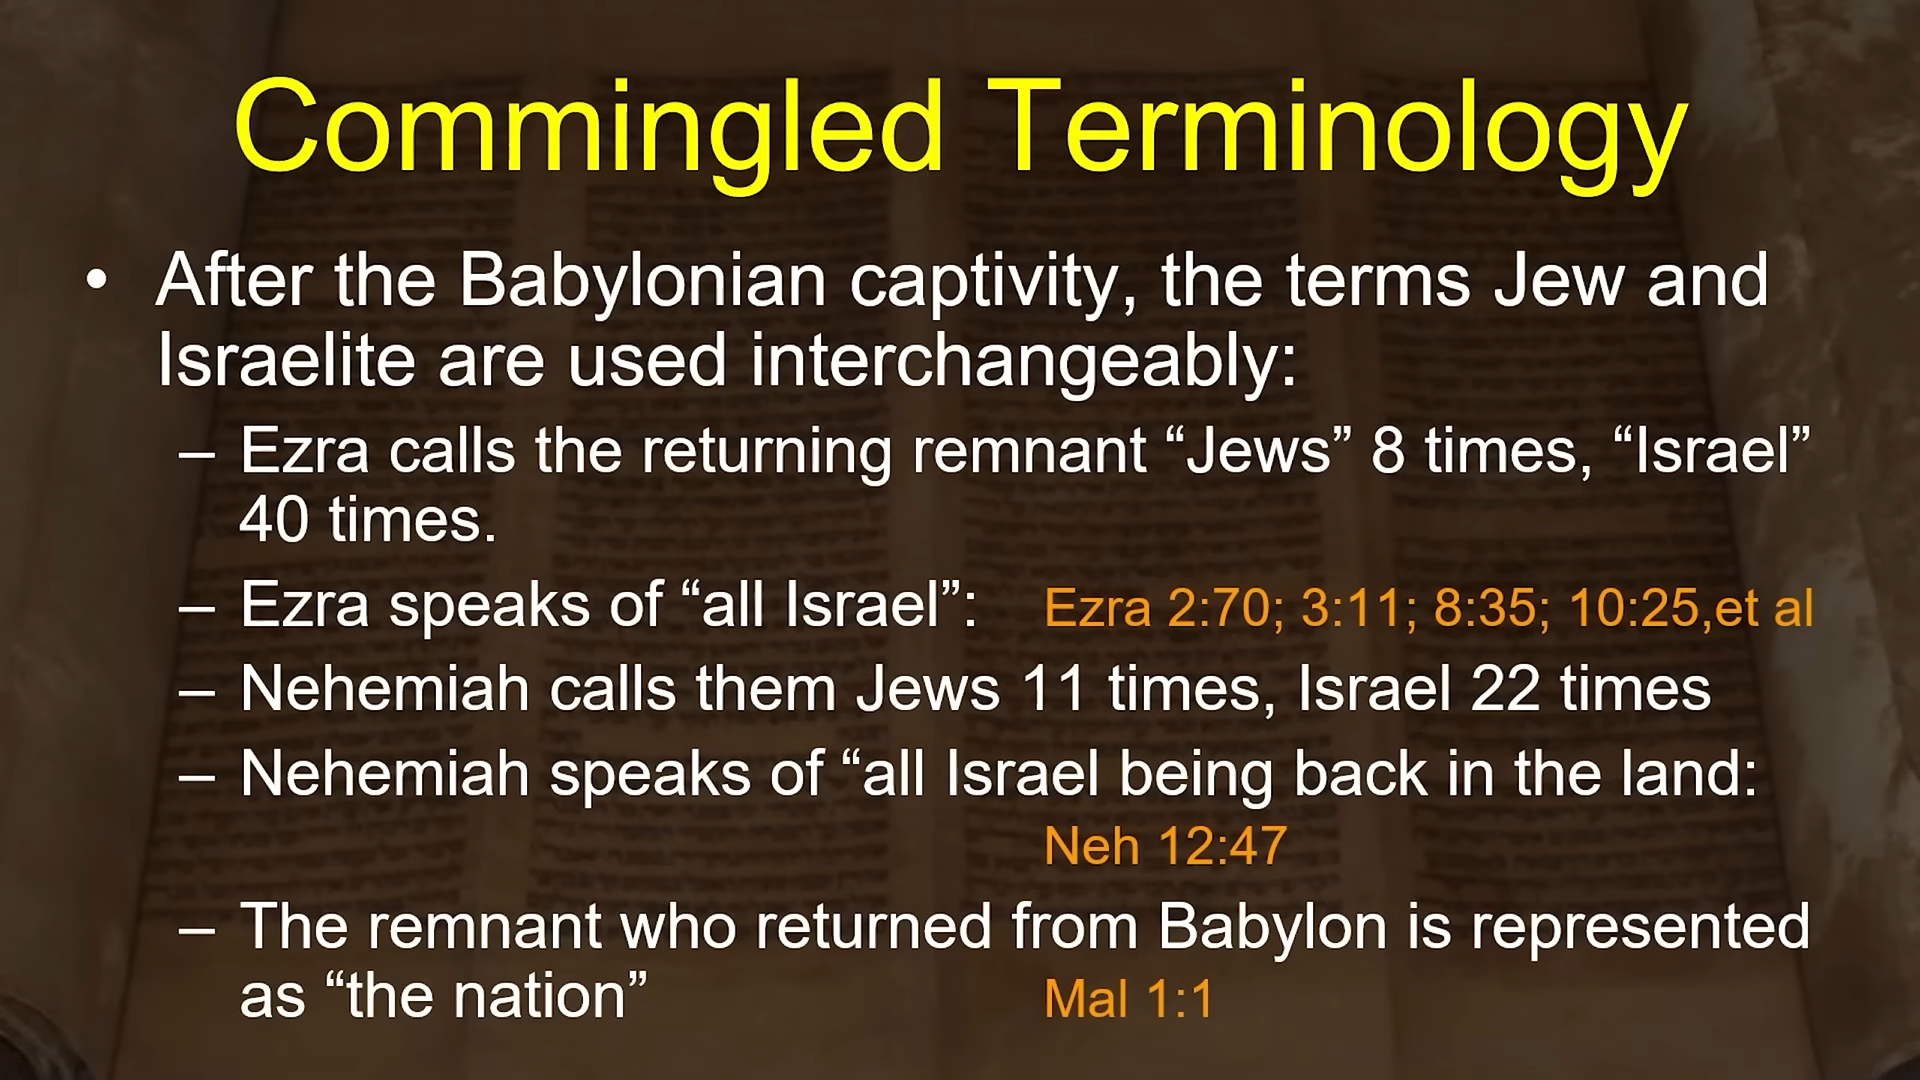 Commingled Terminology
• After the Babylonian captivity, the terms Jew and
Israelite are used interchangeably:
– Ezra calls the returning remnant “Jews” 8 times, “Israel”
40 times.
– Ezra speaks of “all Israel”: Ezra 2:70; 3:11; 8:35; 10:25,et al
– Nehemiah calls them Jews 11 times, Israel 22 times
– Nehemiah speaks of “all Israel being back in the land:
Neh 12:47
– The remnant who returned from Babylon is represented
as “the nation” Mal 1:1